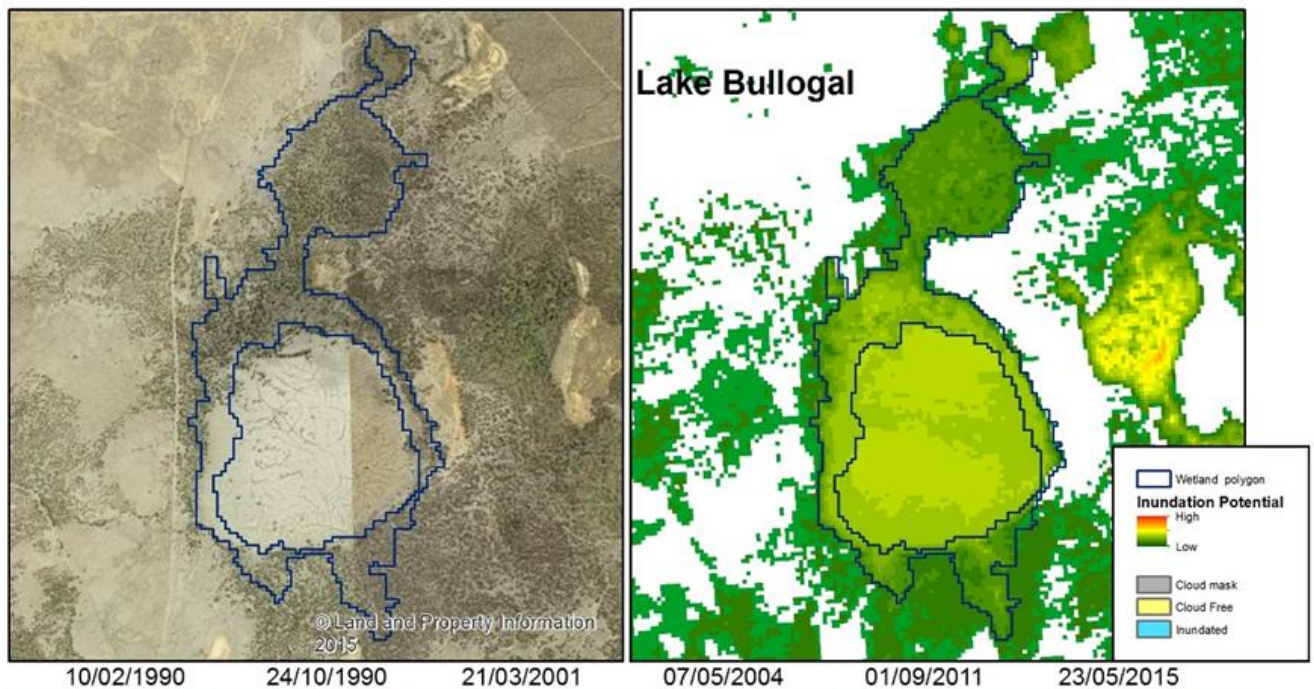 Lake Bullogal
© Land and Property Information
2015
Wetland polygon
Inundation Potential
High
Low
Cloud mask
Cloud Free
Inundated
10/02/1990 24/10/1990 21/03/2001 07/05/2004 01/09/2011 23/05/2015